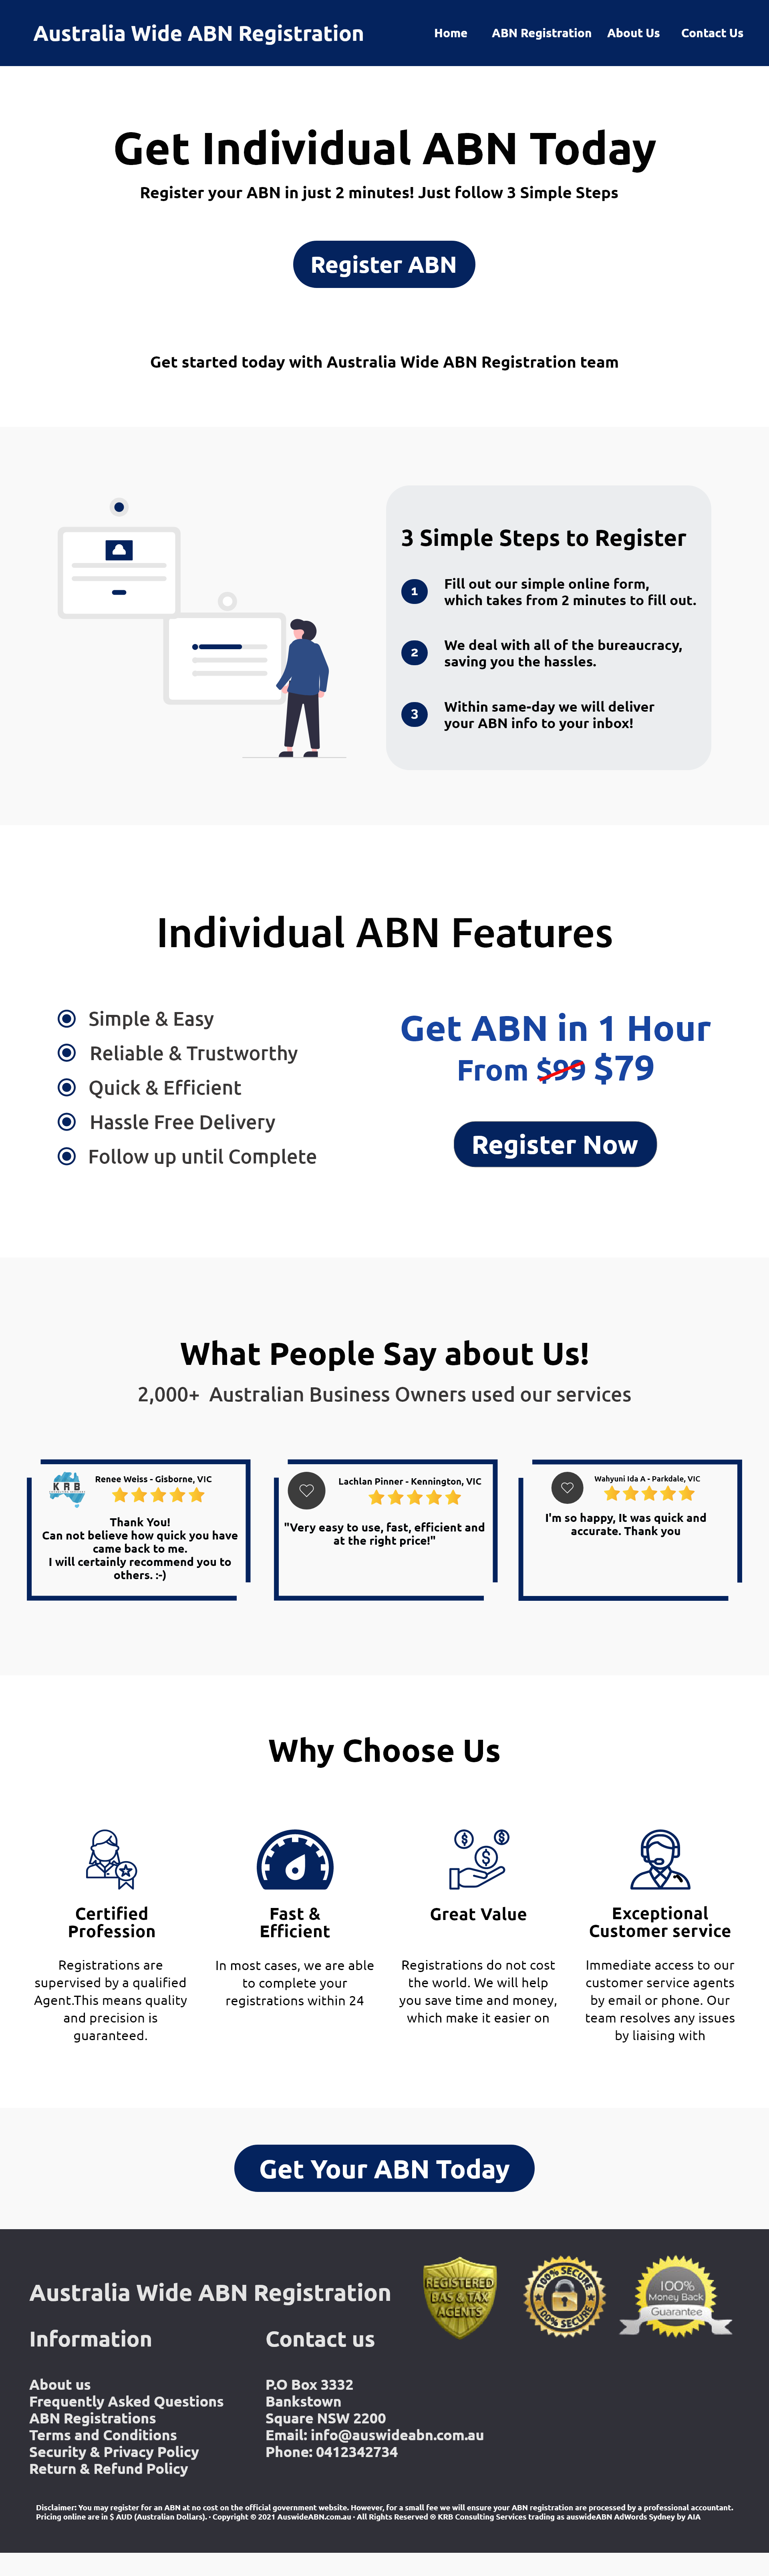 Australia Wide ABN Registration
Home ABN Registration About Us Contact Us
Get Individual ABN Today
Register your ABN in just 2 minutes! Just follow 3 Simple Steps
Register ABN
Get started today with Australia Wide ABN Registration team
3 Simple Steps to Register
1
Fill out our simple online form,
which takes from 2 minutes to fill out.
2
We deal with all of the bureaucracy,
saving you the hassles.
3
Within same-day we will deliver
your ABN info to your inbox!
Individual ABN Features
Simple & Easy
Reliable & Trustworthy
Quick & Efficient
Hassle Free Delivery
Follow up until Complete
Get ABN in 1 Hour
From $99 $79
Register Now
What People Say about Us!
2,000+ Australian Business Owners used our services
KRB
Renee Weiss - Gisborne, VIC
Thank You!
Can not believe how quick you have
came back to me.
I will certainly recommend you to
others. :-)
Lachlan Pinner - Kennington, VIC
"Very easy to use, fast, efficient and
at the right price!"
Wahyuni Ida A - Parkdale, VIC
I'm so happy, It was quick and
accurate. Thank you
Why Choose Us
Certified
Profession
Registrations are
supervised by a qualified
Agent.This means quality
and precision is
guaranteed.
Fast &
Efficient
In most cases, we are able
to complete your
registrations within 24
Great Value
Registrations do not cost
the world. We will help
you save time and money,
which make it easier on
Exceptional
Customer service
Immediate access to our
customer service agents
by email or phone. Our
team resolves any issues
by liaising with
Get Your ABN Today
Australia Wide ABN Registration
REGISTERED
BAS & TAX
AGENTS
100% SECURE
100% SECURE
100%
Money Back
Guarantee
Information
About us
Frequently Asked Questions
ABN Registrations
Terms and Conditions
Security & Privacy Policy
Return & Refund Policy
Contact us
P.O Box 3332
Bankstown
Square NSW 2200
Email: info@auswideabn.com.au
Phone: 0412342734
Disclaimer: You may register for an ABN at no cost on the official government website. However, for a small fee we will ensure your ABN registration are processed by a professional accountant.
Pricing online are in $ AUD (Australian Dollars). · Copyright © 2021 AuswideABN.com.au · All Rights Reserved ® KRB Consulting Services trading as auswideABN AdWords Sydney by AIA